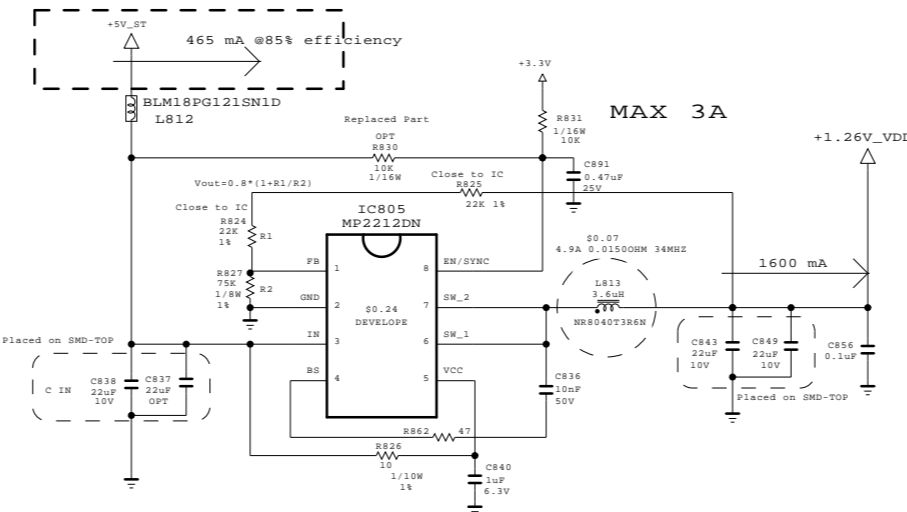 +5V_ST
465 mA @85% efficiency
BLM18PG121SN1D
L812
+3.3V
R831
1/16W
10K
MAX 3A
+1.26V_VDD
Replaced Part
OPT
R830
10K
1/16W
C891
0.47uF
25V
Vout=0.8*(1+R1/R2)
Close to IC
R825
22K 1%
Close to IC
R824
22K
1%
R1
IC805
MP2212DN
$0.07
4.9A 0.0150OHM 34MHZ
1600 mA
R827
75K
1/8W
1%
R2
FB
1
8
EN/SYNC
L813
3.6uH
NR8040T3R6N
GND
2
7
SW_2
$0.24
DEVELOPE
IN
3
6
SW_1
BS
4
5
VCC
Placed on SMD-TOP
C IN
C838
22uF
10V
C837
22uF
OPT
C836
10nF
50V
C843
22uF
10V
C849
22uF
10V
C856
0.1uF
Placed on SMD-TOP
R862
47
R826
10
1/10W
1%
C840
1uF
6.3V